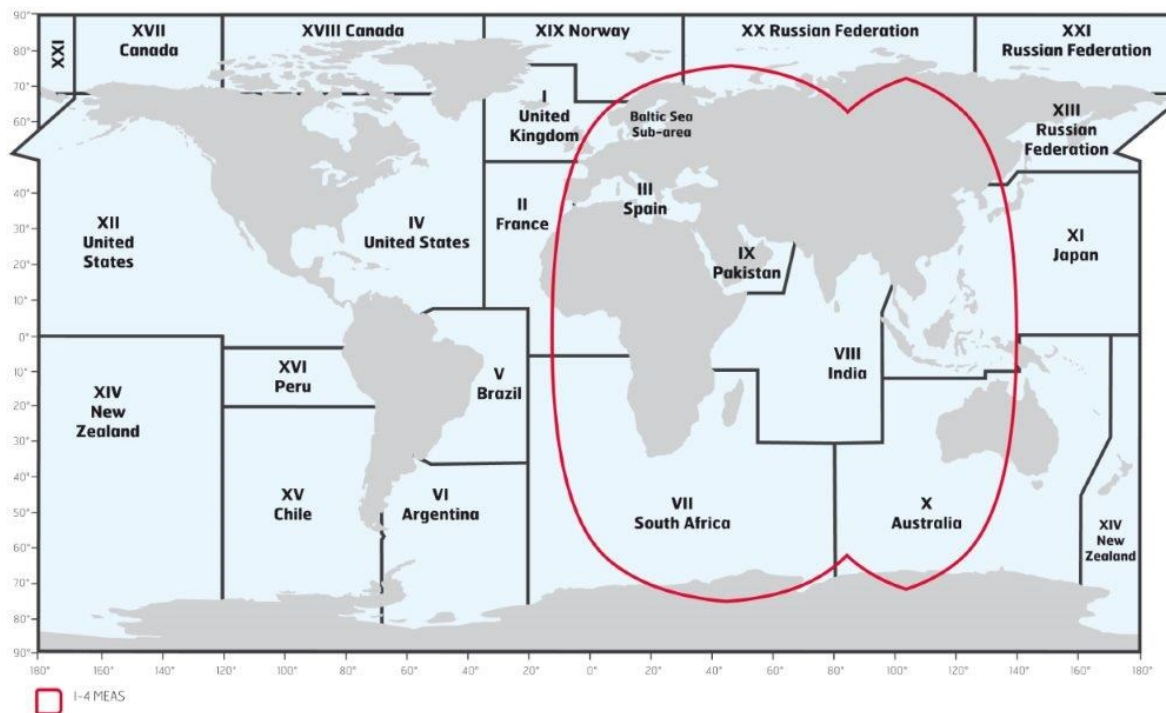 90°
80°
70°
60°
40°
30°
20°
10°
0°
10°
20°
30°
40°
50°
60°
70°
80°
90°
XXI
XVII
Canada
XVIII Canada
XIX Norway
XX Russian Federation
XXI
Russian Federation
I
United
Kingdom
Baltic Sea
Sub-area
XIII
Russian
Federation
XII
United
States
IV
United States
II
France
III
Spain
IX
Pakistan
XI
Japan
XIV
New
Zealand
XVI
Peru
V
Brazil
VIII
India
XV
Chile
VI
Argentina
VII
South Africa
X
Australia
XIV
New
Zealand
180° 160° 140° 120° 100° 80° 60° 40° 20° 0° 20° 40° 60° 80° 100° 120° 140° 160° 180°
I-4 MEAS